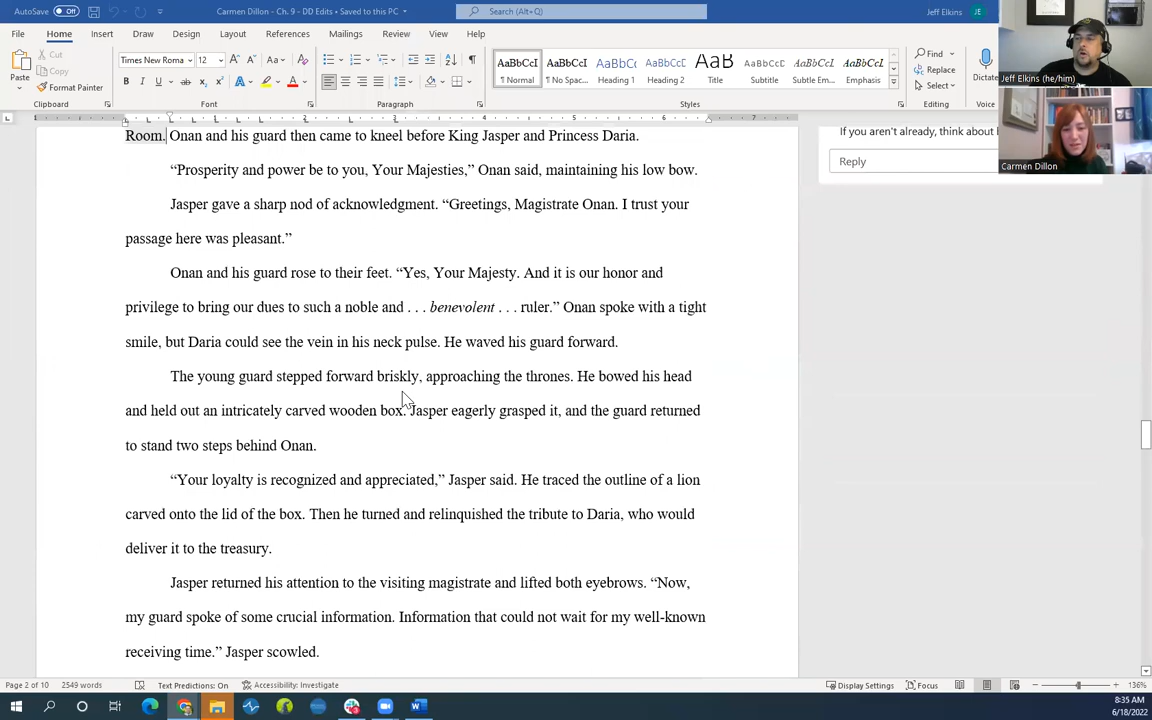 AutoSave Off Carmen Dillon - Ch. 9 - DD Edits • Saved to this PC Search (Alt+Q) Jeff Elkins JE
File Home Insert Draw Design Layout References Mailings Review View Help
Cut
Copy
Format Painter
Paste
Clipboard
Times New Roma 12
Font
Paragraph
AaBbCcI AaBbCcI AaBbCcI AaBbCcI AaB AaBbCcI AaBbCcI AaBbCcI
¶ Normal ¶ No Spac... Heading 1 Heading 2 Title Subtitle Subtle Em... Emphasis
Styles
Find
Replace
Select
Editing
Dictate
Jeff Elkins (he/him)
Carmen Dillon
If you aren't already, think about
Reply
Room. Onan and his guard then came to kneel before King Jasper and Princess Daria.
“Prosperity and power be to you, Your Majesties,” Onan said, maintaining his low bow.
Jasper gave a sharp nod of acknowledgment. “Greetings, Magistrate Onan. I trust your
passage here was pleasant.”
Onan and his guard rose to their feet. “Yes, Your Majesty. And it is our honor and
privilege to bring our dues to such a noble and . . . benevolent . . . ruler.” Onan spoke with a tight
smile, but Daria could see the vein in his neck pulse. He waved his guard forward.
The young guard stepped forward briskly, approaching the thrones. He bowed his head
and held out an intricately carved wooden box. Jasper eagerly grasped it, and the guard returned
to stand two steps behind Onan.
“Your loyalty is recognized and appreciated,” Jasper said. He traced the outline of a lion
carved onto the lid of the box. Then he turned and relinquished the tribute to Daria, who would
deliver it to the treasury.
Jasper returned his attention to the visiting magistrate and lifted both eyebrows. “Now,
my guard spoke of some crucial information. Information that could not wait for my well-known
receiving time.” Jasper scowled.
Page 2 of 10 2549 words Text Predictions: On Accessibility: Investigate Display Settings Focus 136%
8:35 AM
6/18/2022